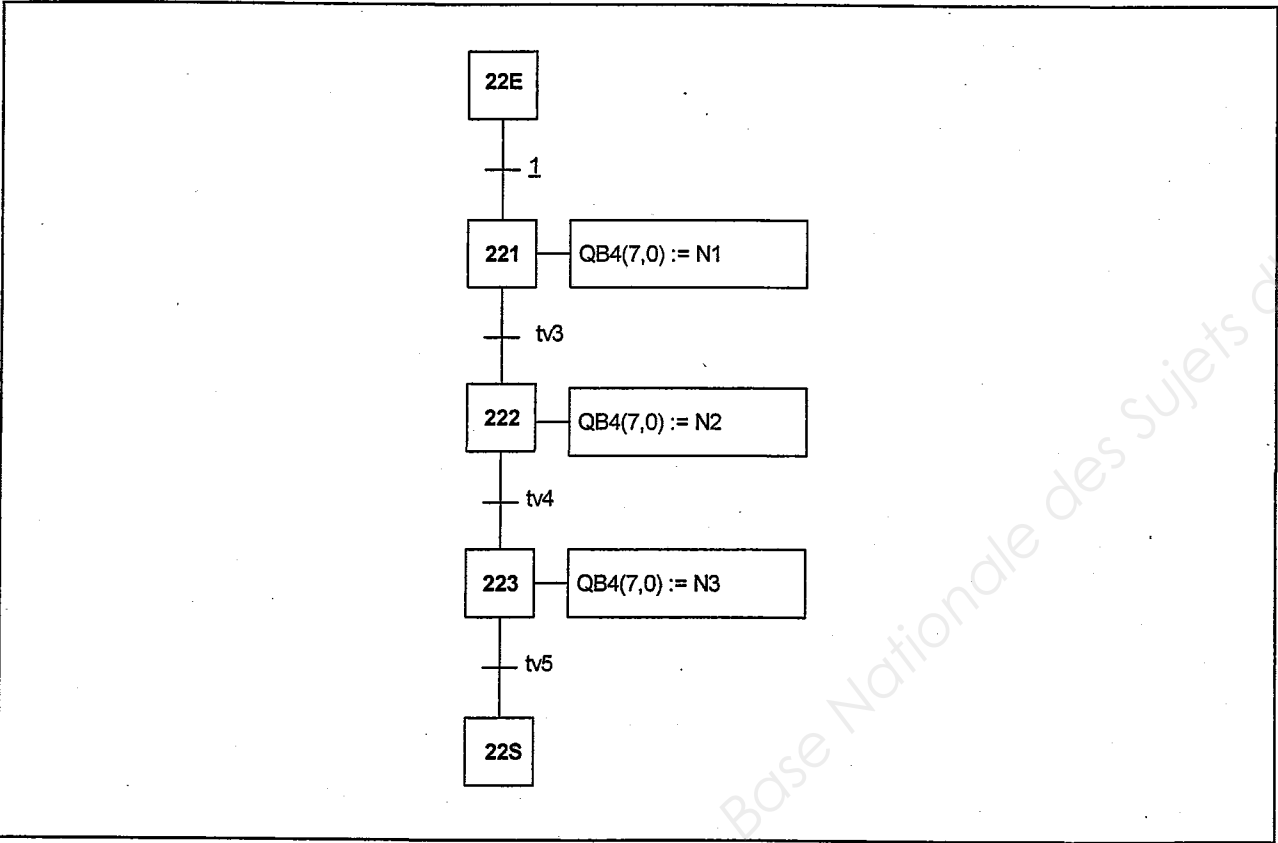 22E
1
221
QB4(7,0) := N1
tv3
222
QB4(7,0) := N2
tv4
223
QB4(7,0) := N3
tv5
22S
Base Nationale des Sujets